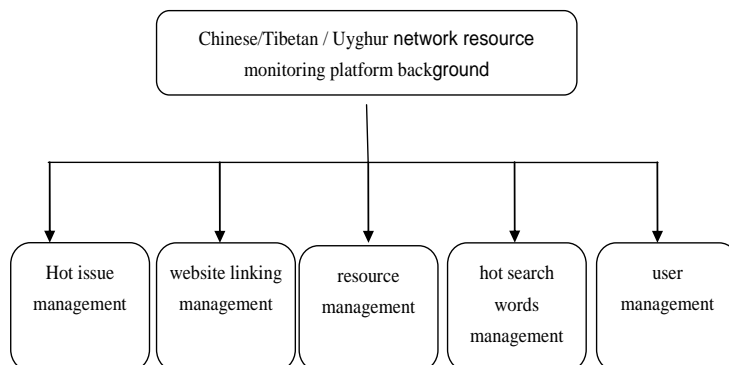 Chinese/Tibetan / Uyghur network resource
monitoring platform background
Hot issue
management
website linking
management
resource
management
hot search
words
management
user
management